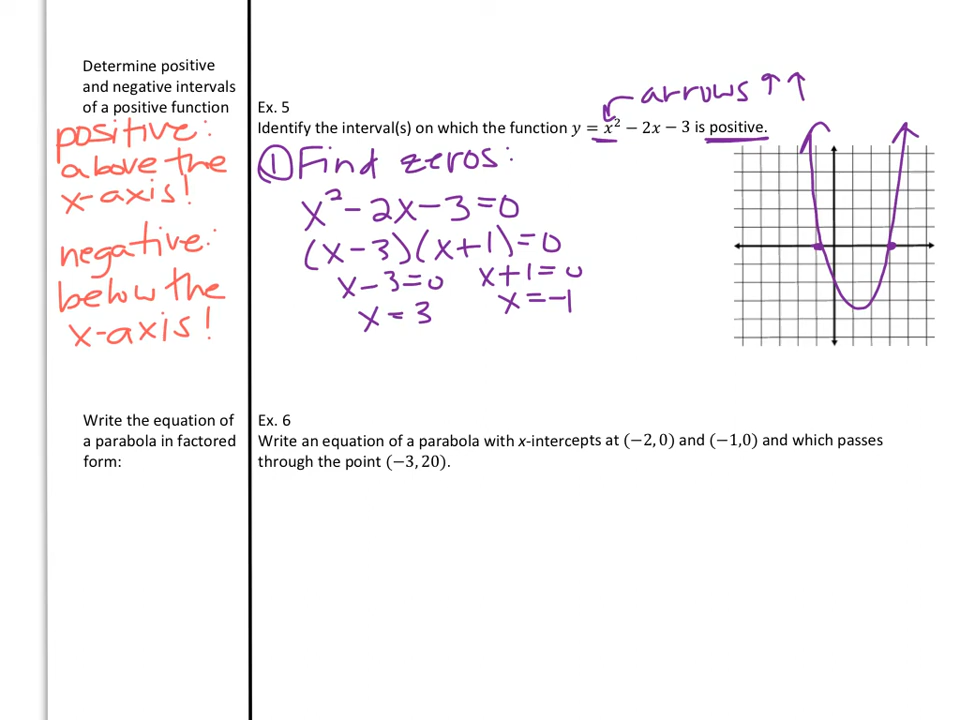 Determine positive
and negative intervals
of a positive function
positive:
above the
x-axis!
negative:
below the
x-axis!
arrows ↑↑
Ex. 5
Identify the interval(s) on which the function y = x² − 2x − 3 is positive.
① Find zeros:
x² - 2x - 3 = 0
(x - 3)(x + 1) = 0
x - 3 = 0 x + 1 = 0
x = 3 x = -1
Write the equation of
a parabola in factored
form:
Ex. 6
Write an equation of a parabola with x-intercepts at (−2, 0) and (−1,0) and which passes
through the point (−3, 20).